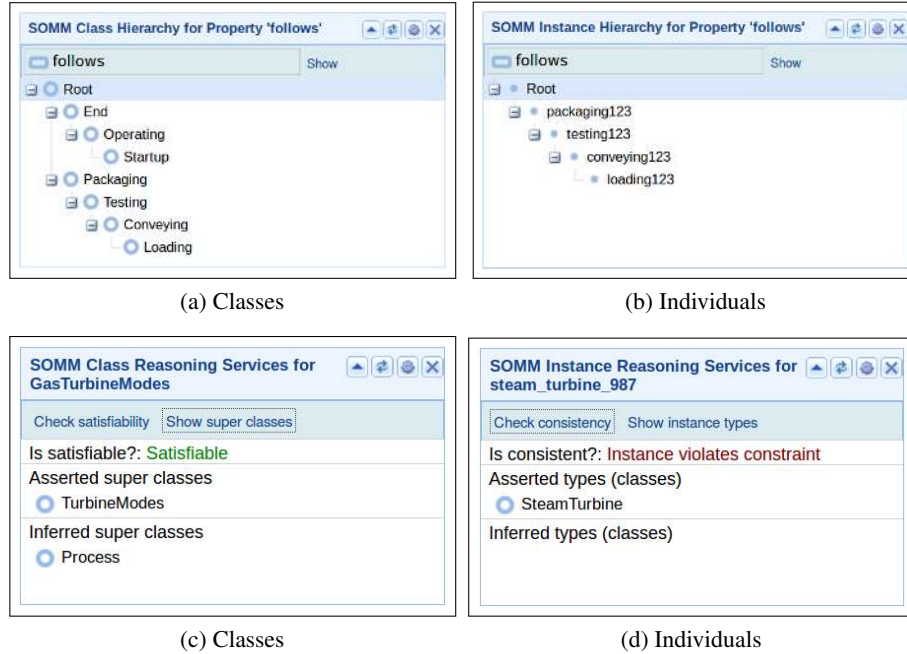 SOMM Class Hierarchy for Property 'follows'
follows
Show
Root
End
Operating
Startup
Packaging
Testing
Conveying
Loading
(a) Classes
SOMM Instance Hierarchy for Property 'follows'
follows
Show
Root
packaging123
testing123
conveying123
loading123
(b) Individuals
SOMM Class Reasoning Services for
GasTurbineModes
Check satisfiability Show super classes
Is satisfiable?: Satisfiable
Asserted super classes
TurbineModes
Inferred super classes
Process
(c) Classes
SOMM Instance Reasoning Services for
steam_turbine_987
Check consistency Show instance types
Is consistent?: Instance violates constraint
Asserted types (classes)
SteamTurbine
Inferred types (classes)
(d) Individuals